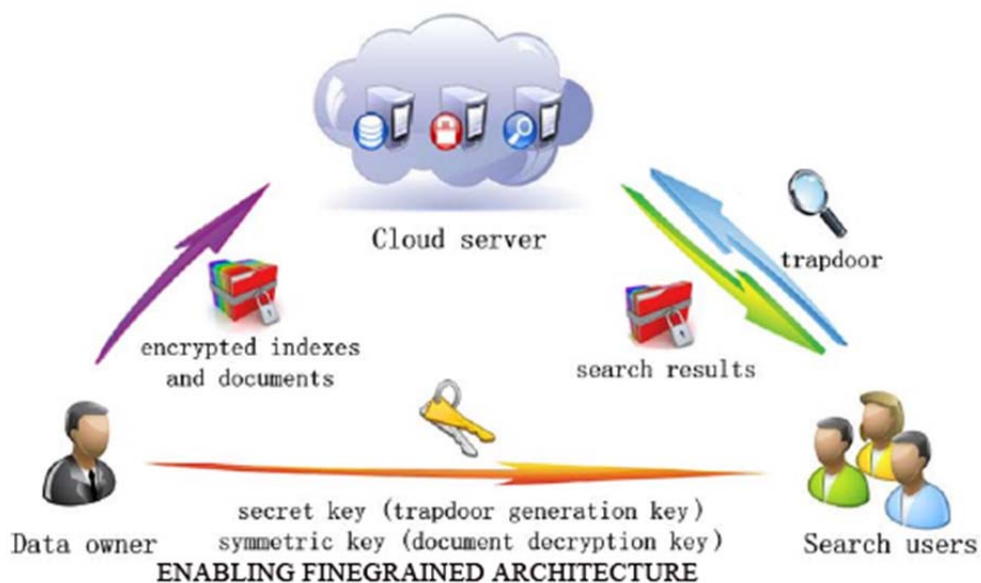 Cloud server
trapdoor
encrypted indexes
and documents
search results
secret key (trapdoor generation key)
symmetric key (document decryption key)
Data owner
Search users
ENABLING FINEGRAINED ARCHITECTURE